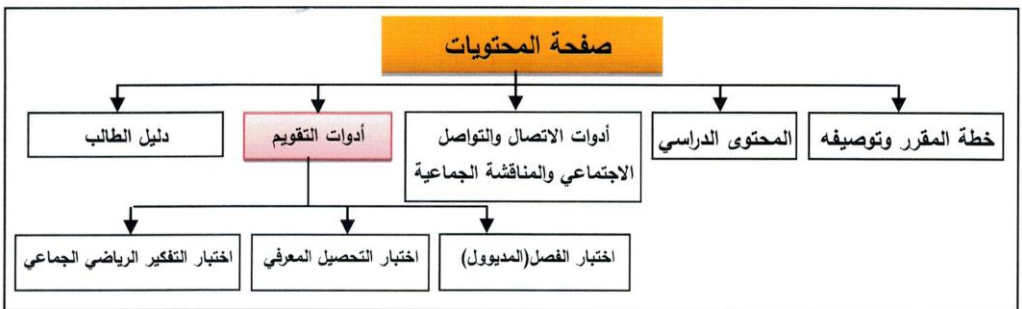 صفحة المحتويات
خطة المقرر وتوصيفه
المحتوى الدراسي
أدوات الاتصال والتواصل
الاجتماعي والمناقشة الجماعية
أدوات التقويم
دليل الطالب
اختبار الفصل(المديوول)
اختبار التحصيل المعرفي
اختبار التفكير الرياضي الجماعي